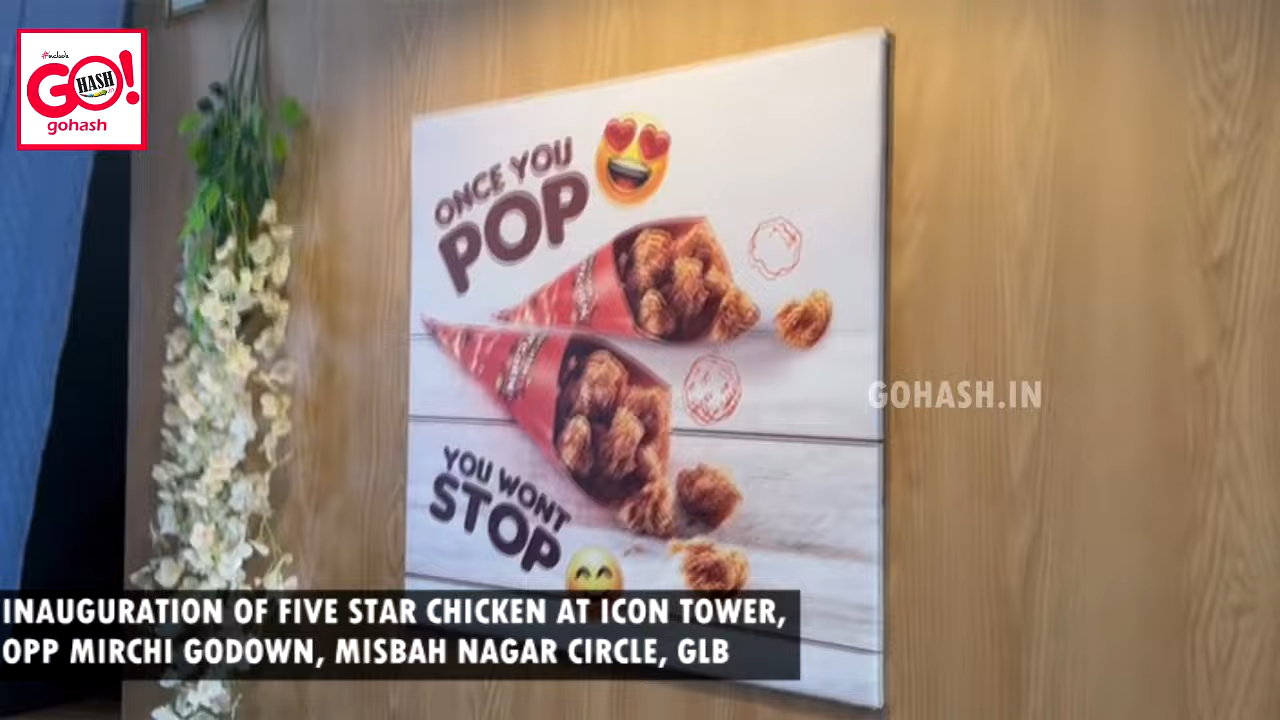 #include
GO!
HASH
gohash
ONCE YOU
POP
YOU WONT
STOP
GOHASH.IN
INAUGURATION OF FIVE STAR CHICKEN AT ICON TOWER,
OPP MIRCHI GODOWN, MISBAH NAGAR CIRCLE, GLB